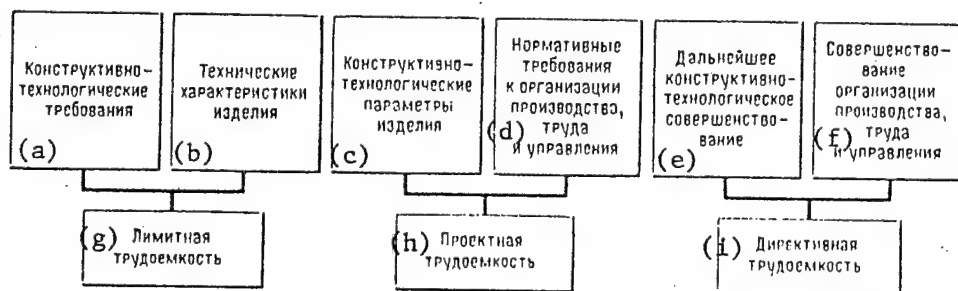 Конструктивно-
технологические
требования
(a)
Технические
характеристики
изделия
(b)
Конструктивно-
технологические
параметры
изделия
(c)
Нормативные
требования
к организации
производства,
труда
и управления
(d)
Дальнейшее
конструктивно-
технологическое
совершенство-
вание
(e)
Совершенство-
вание
организации
производства,
труда
и управления
(f)
(g) Лимитная
трудоемкость
(h) Проектная
трудоемкость
(i) Директивная
трудоемкость